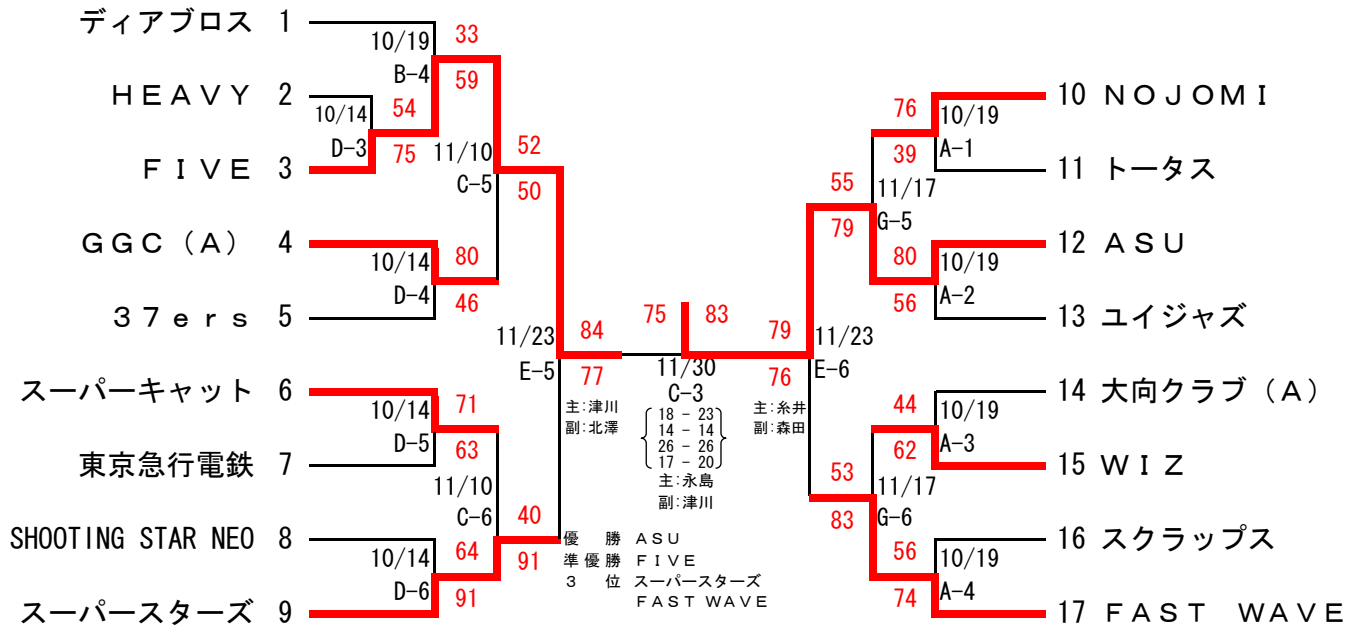 ディアブロス 1
10/19
B-4
33
59
HEAVY 2
10/14
D-3
54
75
FIVE 3
11/10
C-5
52
50
GGC(A) 4
10/14
D-4
80
46
37ers 5
11/23
E-5
84
77
主:津川
副:北澤
スーパーキャット 6
10/14
D-5
71
63
東京急行電鉄 7
11/10
C-6
40
91
SHOOTING STAR NEO 8
10/14
D-6
64
91
スーパースターズ 9
75 83
11/30
C-3
18 - 23
14 - 14
26 - 26
17 - 20
主:永島
副:津川
優勝 ASU
準優勝 FIVE
3位 スーパースターズ
FAST WAVE
10 NOJOMI
76
39
10/19
A-1
11 トータス
55
79
11/17
G-5
12 ASU
80
56
10/19
A-2
13 ユイジャズ
79
76
11/23
E-6
主:糸井
副:森田
14 大向クラブ(A)
44
62
10/19
A-3
15 WIZ
53
83
11/17
G-6
16 スクラップス
56
74
10/19
A-4
17 FAST WAVE